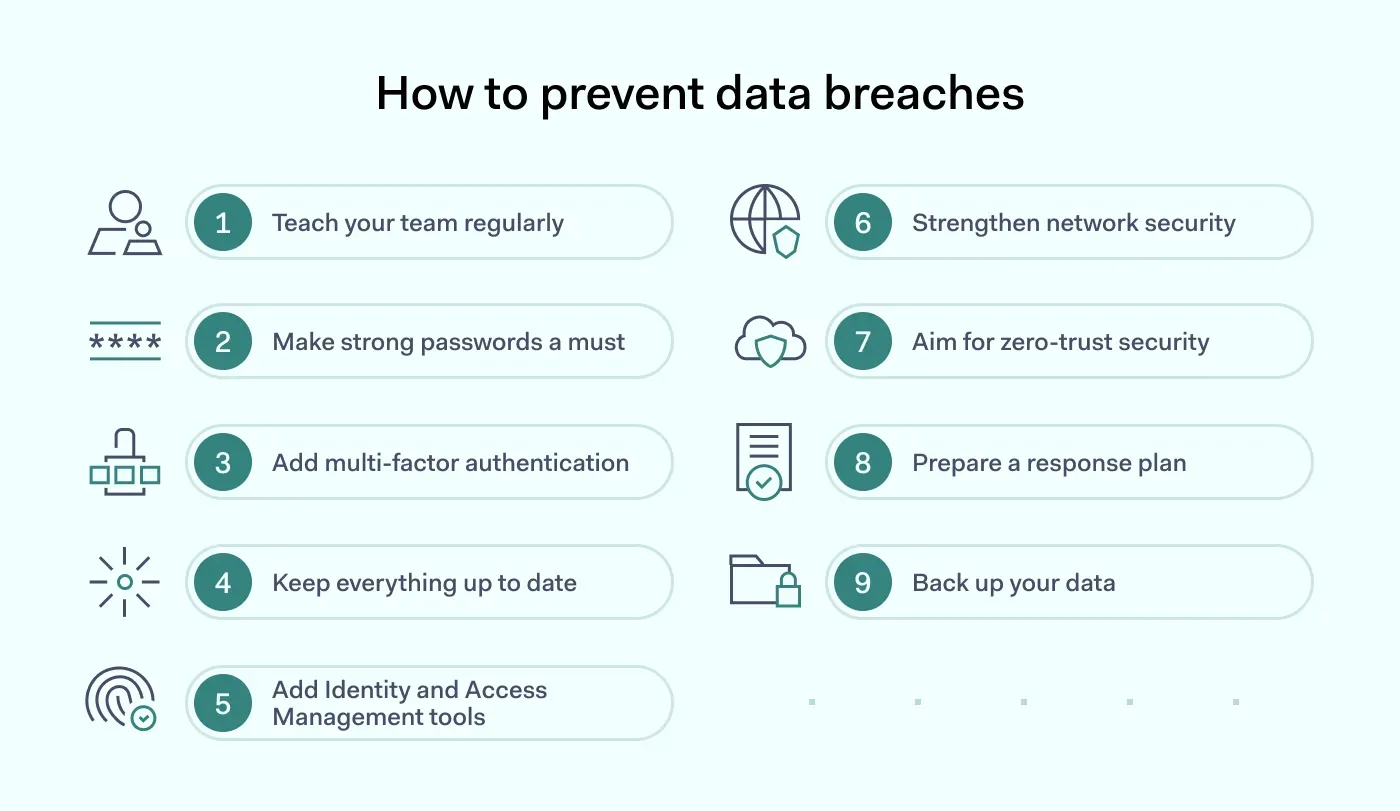 How to prevent data breaches
1 Teach your team regularly
**** 2 Make strong passwords a must
3 Add multi-factor authentication
4 Keep everything up to date
5 Add Identity and Access
Management tools
6 Strengthen network security
7 Aim for zero-trust security
8 Prepare a response plan
9 Back up your data